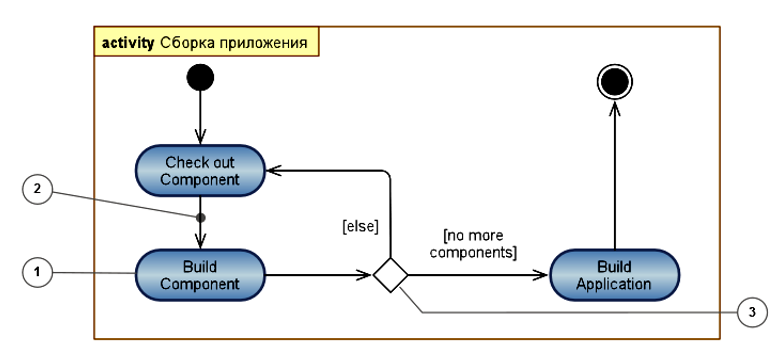 activity Сборка приложения
Check out
Component
2
[else]
[no more
components]
1
Build
Component
Build
Application
3